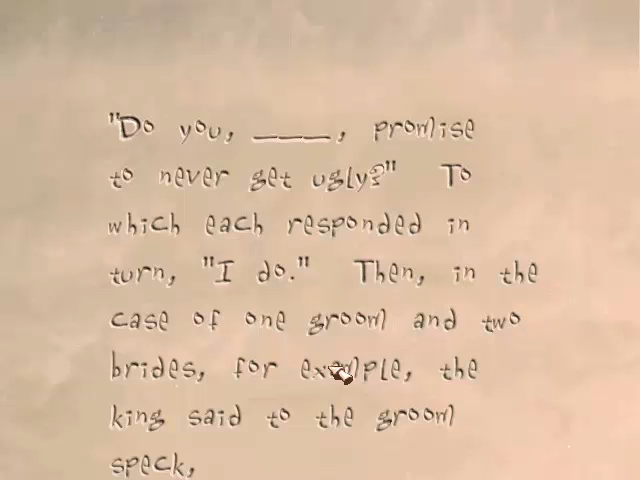 "Do you, ____, promise
to never get ugly?" To
which each responded in
turn, "I do." Then, in the
case of one groom and two
brides, for example, the
king said to the groom
speck,